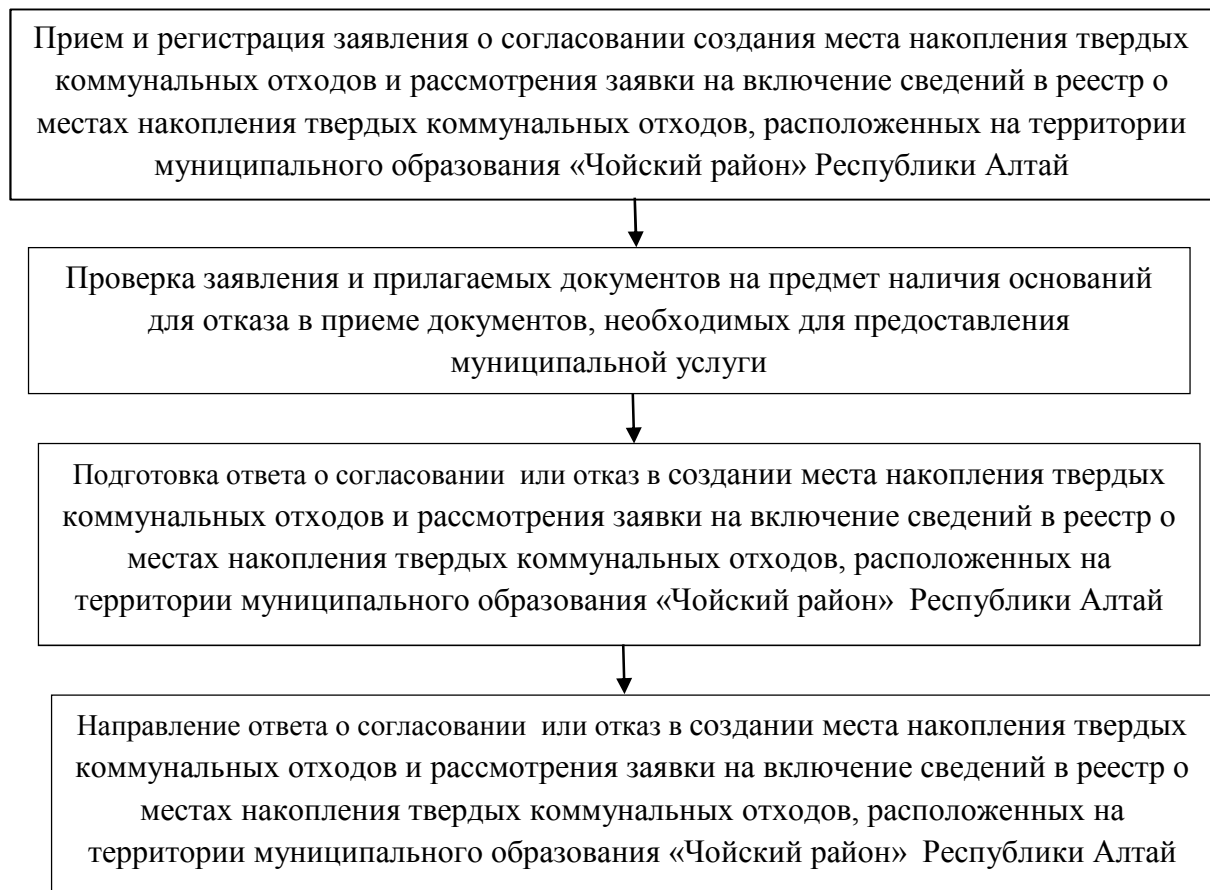 Прием и регистрация заявления о согласовании создания места накопления твердых
коммунальных отходов и рассмотрения заявки на включение сведений в реестр о
местах накопления твердых коммунальных отходов, расположенных на территории
муниципального образования «Чойский район» Республики Алтай
Проверка заявления и прилагаемых документов на предмет наличия оснований
для отказа в приеме документов, необходимых для предоставления
муниципальной услуги
Подготовка ответа о согласовании  или отказ в создании места накопления твердых
коммунальных отходов и рассмотрения заявки на включение сведений в реестр о
местах накопления твердых коммунальных отходов, расположенных на
территории муниципального образования «Чойский район»  Республики Алтай
Направление ответа о согласовании  или отказ в создании места накопления твердых
коммунальных отходов и рассмотрения заявки на включение сведений в реестр о
местах накопления твердых коммунальных отходов, расположенных на
территории муниципального образования «Чойский район»  Республики Алтай